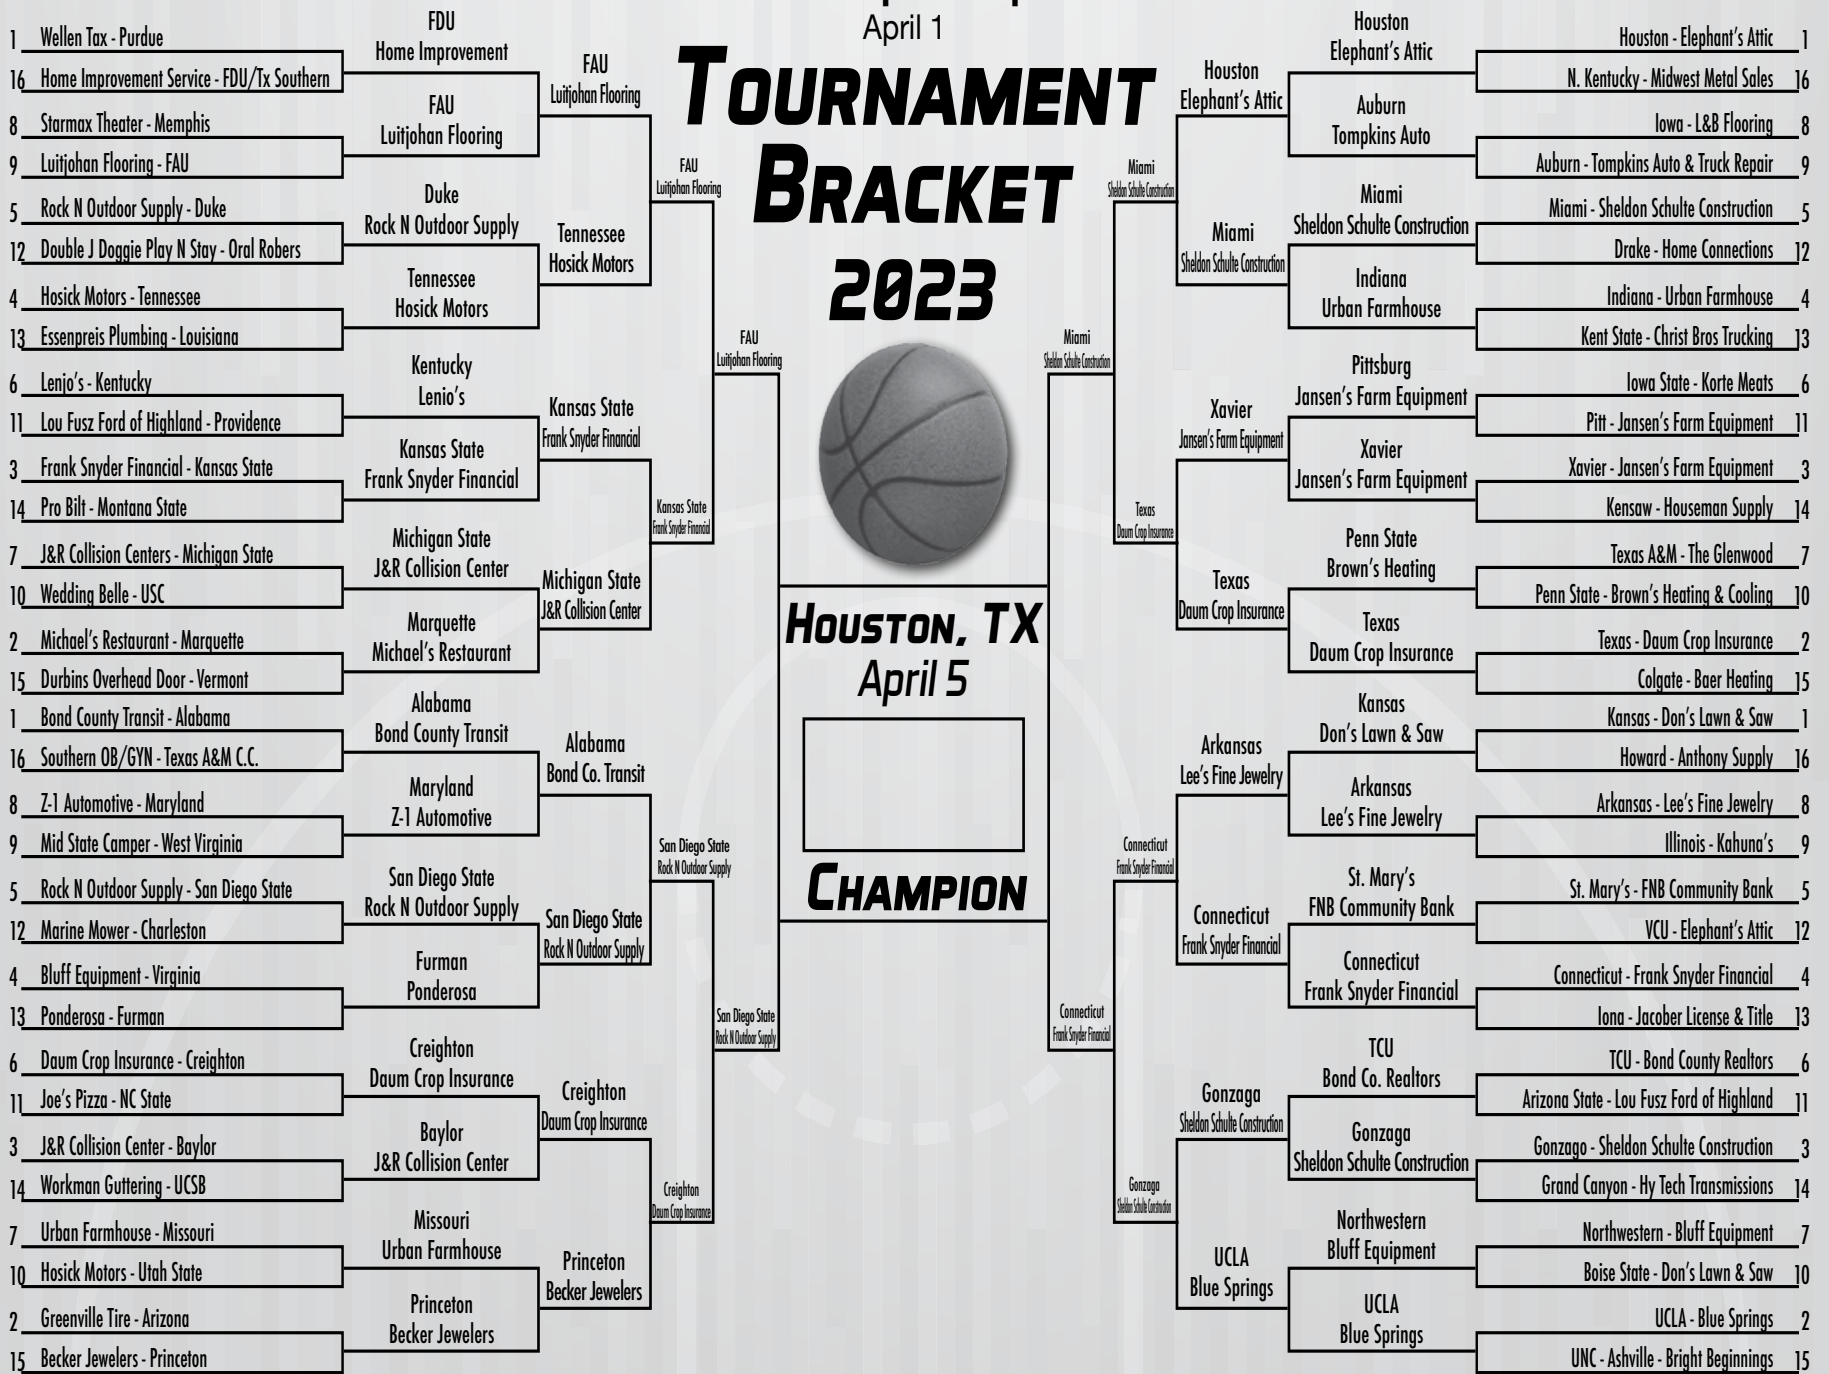 April 1
TOURNAMENT
BRACKET
2023
1 Wellen Tax - Purdue
16 Home Improvement Service - FDU/Tx Southern
8 Starmax Theater - Memphis
9 Luitjohan Flooring - FAU
5 Rock N Outdoor Supply - Duke
12 Double J Doggie Play N Stay - Oral Robers
4 Hosick Motors - Tennessee
13 Essenpreis Plumbing - Louisiana
6 Lenjo's - Kentucky
11 Lou Fusz Ford of Highland - Providence
3 Frank Snyder Financial - Kansas State
14 Pro Bilt - Montana State
7 J&R Collision Centers - Michigan State
10 Wedding Belle - USC
2 Michael's Restaurant - Marquette
15 Durbins Overhead Door - Vermont
1 Bond County Transit - Alabama
16 Southern OB/GYN - Texas A&M C.C.
8 Z-1 Automotive - Maryland
9 Mid State Camper - West Virginia
5 Rock N Outdoor Supply - San Diego State
12 Marine Mower - Charleston
4 Bluff Equipment - Virginia
13 Ponderosa - Furman
6 Daum Crop Insurance - Creighton
11 Joe's Pizza - NC State
3 J&R Collision Center - Baylor
14 Workman Guttering - UCSB
7 Urban Farmhouse - Missouri
10 Hosick Motors - Utah State
2 Greenville Tire - Arizona
15 Becker Jewelers - Princeton
FDU
Home Improvement
FAU
Luitjohan Flooring
Duke
Rock N Outdoor Supply
Tennessee
Hosick Motors
Kentucky
Lenio's
Kansas State
Frank Snyder Financial
Michigan State
J&R Collision Center
Marquette
Michael's Restaurant
Alabama
Bond County Transit
Maryland
Z-1 Automotive
San Diego State
Rock N Outdoor Supply
Furman
Ponderosa
Creighton
Daum Crop Insurance
Baylor
J&R Collision Center
Missouri
Urban Farmhouse
Princeton
Becker Jewelers
FAU
Luitjohan Flooring
Tennessee
Hosick Motors
Kansas State
Frank Snyder Financial
Michigan State
J&R Collision Center
Alabama
Bond Co. Transit
San Diego State
Rock N Outdoor Supply
Creighton
Daum Crop Insurance
Princeton
Becker Jewelers
FAU
Luitjohan Flooring
Kansas State
Frank Snyder Financial
San Diego State
Rock N Outdoor Supply
Creighton
Daum Crop Insurance
FAU
Luitjohan Flooring
San Diego State
Rock N Outdoor Supply
HOUSTON, TX
April 5
CHAMPION
Miami
Sheldon Schulte Construction
Connecticut
Frank Snyder Financial
Miami
Sheldon Schulte Construction
Texas
Daum Crop Insurance
Connecticut
Frank Snyder Financial
Gonzaga
Sheldon Schulte Construction
Houston
Elephant's Attic
Miami
Sheldon Schulte Construction
Xavier
Jansen's Farm Equipment
Texas
Daum Crop Insurance
Arkansas
Lee's Fine Jewelry
Connecticut
Frank Snyder Financial
Gonzaga
Sheldon Schulte Construction
UCLA
Blue Springs
Houston
Elephant's Attic
Auburn
Tompkins Auto
Miami
Sheldon Schulte Construction
Indiana
Urban Farmhouse
Pittsburg
Jansen's Farm Equipment
Xavier
Jansen's Farm Equipment
Penn State
Brown's Heating
Texas
Daum Crop Insurance
Kansas
Don's Lawn & Saw
Arkansas
Lee's Fine Jewelry
St. Mary's
FNB Community Bank
Connecticut
Frank Snyder Financial
TCU
Bond Co. Realtors
Gonzaga
Sheldon Schulte Construction
Northwestern
Bluff Equipment
UCLA
Blue Springs
Houston - Elephant's Attic 1
N. Kentucky - Midwest Metal Sales 16
Iowa - L&B Flooring 8
Auburn - Tompkins Auto & Truck Repair 9
Miami - Sheldon Schulte Construction 5
Drake - Home Connections 12
Indiana - Urban Farmhouse 4
Kent State - Christ Bros Trucking 13
Iowa State - Korte Meats 6
Pitt - Jansen's Farm Equipment 11
Xavier - Jansen's Farm Equipment 3
Kensaw - Houseman Supply 14
Texas A&M - The Glenwood 7
Penn State - Brown's Heating & Cooling 10
Texas - Daum Crop Insurance 2
Colgate - Baer Heating 15
Kansas - Don's Lawn & Saw 1
Howard - Anthony Supply 16
Arkansas - Lee's Fine Jewelry 8
Illinois - Kahuna's 9
St. Mary's - FNB Community Bank 5
VCU - Elephant's Attic 12
Connecticut - Frank Snyder Financial 4
Iona - Jacober License & Title 13
TCU - Bond County Realtors 6
Arizona State - Lou Fusz Ford of Highland 11
Gonzago - Sheldon Schulte Construction 3
Grand Canyon - Hy Tech Transmissions 14
Northwestern - Bluff Equipment 7
Boise State - Don's Lawn & Saw 10
UCLA - Blue Springs 2
UNC - Ashville - Bright Beginnings 15